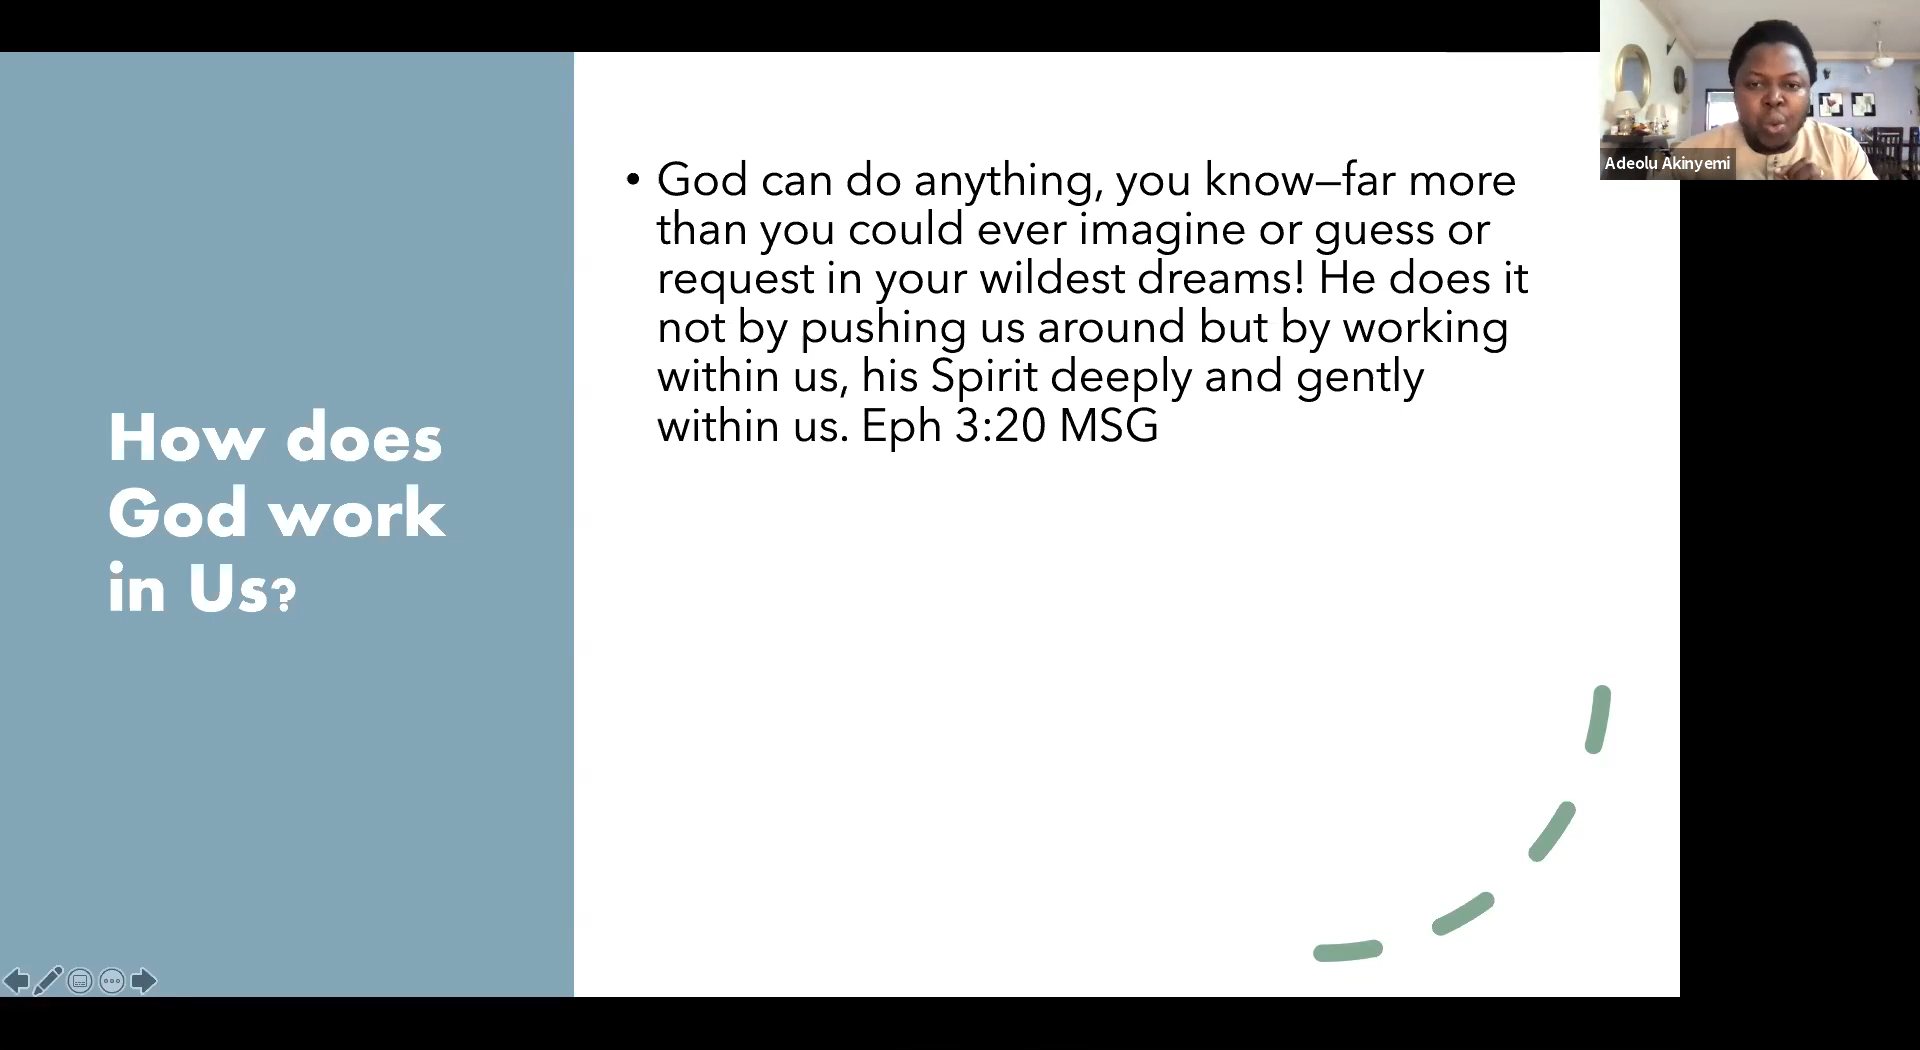 How does
God work
in Us?
• God can do anything, you know—far more
than you could ever imagine or guess or
request in your wildest dreams! He does it
not by pushing us around but by working
within us, his Spirit deeply and gently
within us. Eph 3:20 MSG
Adeolu Akinyemi